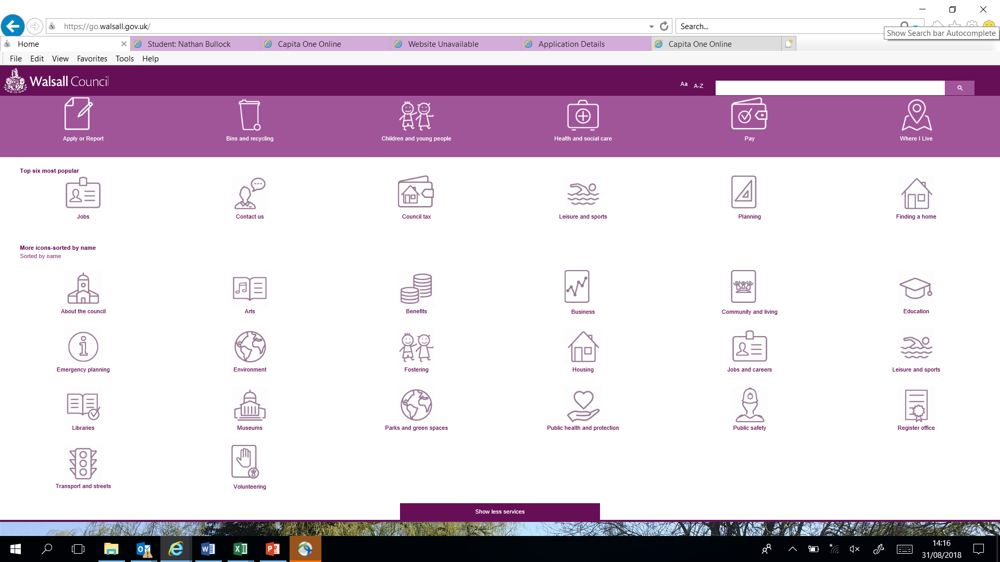 https://go.walsall.gov.uk/
Search...
Show Search bar Autocomplete
Home
Student: Nathan Bullock
Capita One Online
Website Unavailable
Application Details
Capita One Online
File Edit View Favorites Tools Help
Walsall Council
Aa A-Z
Apply or Report
Bins and recycling
Children and young people
Health and social care
Pay
Where I Live
Top six most popular
Jobs
Contact us
Council tax
Leisure and sports
Planning
Finding a home
More icons-sorted by name
Sorted by name
About the council
Arts
Benefits
Business
Community and living
Education
Emergency planning
Environment
Fostering
Housing
Jobs and careers
Leisure and sports
Libraries
Museums
Parks and green spaces
Public health and protection
Public safety
Register office
Transport and streets
Volunteering
Show less services
14:16
31/08/2018